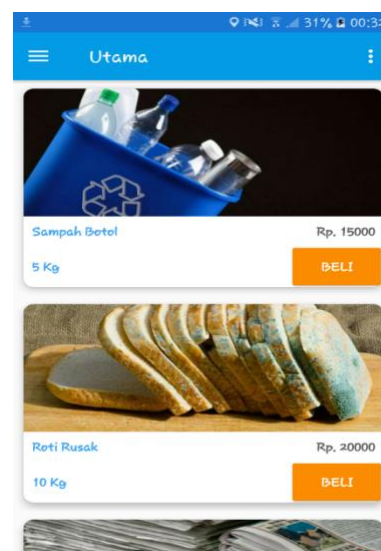 31% 00:3
Utama
Sampah Botol
Rp. 15000
5 Kg
BELI
Roti Rusak
Rp. 20000
10 Kg
BELI